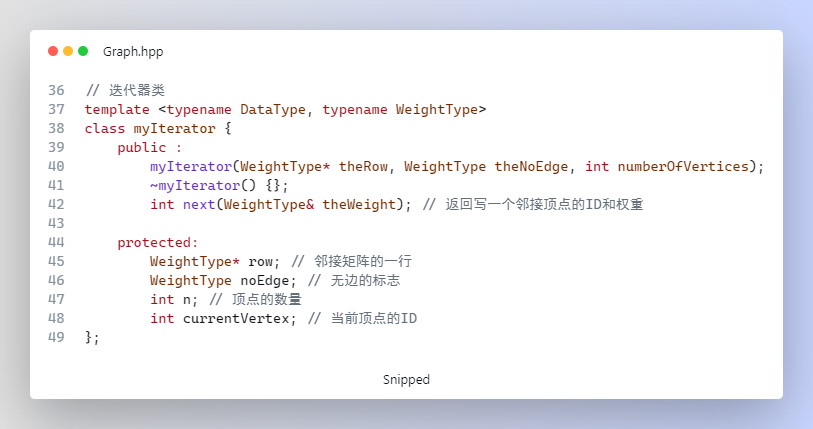 Graph.hpp
36 // 迭代器类
37 template <typename DataType, typename WeightType>
38 class myIterator {
39     public :
40         myIterator(WeightType* theRow, WeightType theNoEdge, int numberOfVertices);
41         ~myIterator() {};
42         int next(WeightType& theWeight); // 返回写一个邻接顶点的ID和权重
43
44     protected:
45         WeightType* row; // 邻接矩阵的一行
46         WeightType noEdge; // 无边的标志
47         int n; // 顶点的数量
48         int currentVertex; // 当前顶点的ID
49 };
Snipped